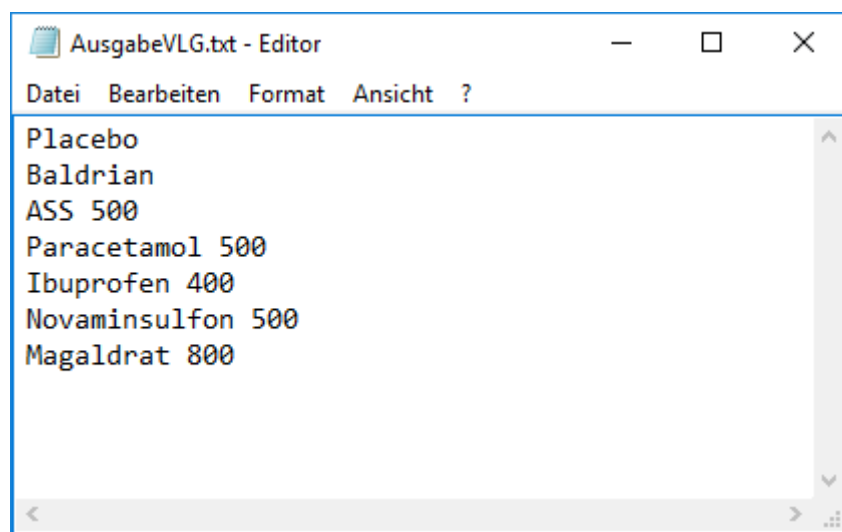 AusgabeVLG.txt - Editor
Datei Bearbeiten Format Ansicht ?
Placebo
Baldrian
ASS 500
Paracetamol 500
Ibuprofen 400
Novaminsulfon 500
Magaldrat 800